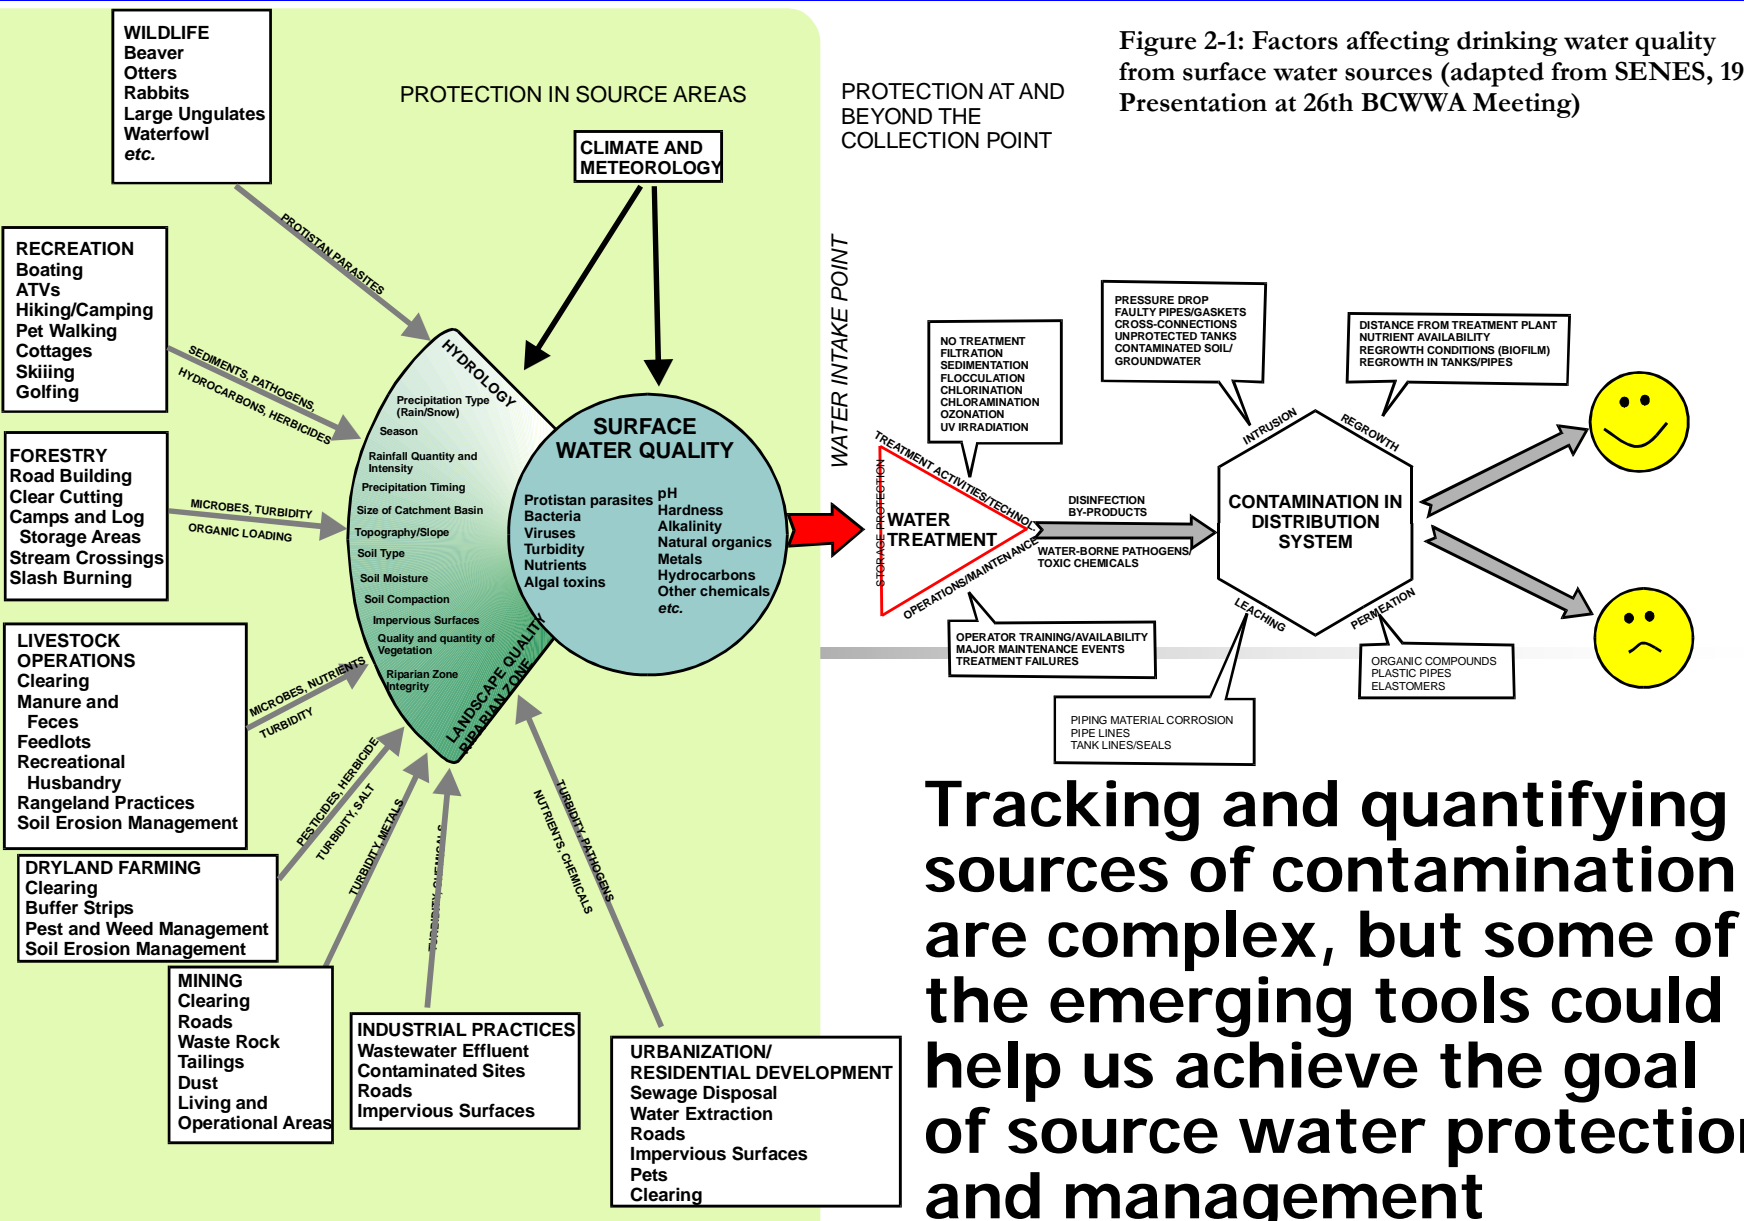 Figure 2-1: Factors affecting drinking water quality
from surface water sources (adapted from SENES, 19
Presentation at 26th BCWWA Meeting)
PROTECTION IN SOURCE AREAS
PROTECTION AT AND
BEYOND THE
COLLECTION POINT
WILDLIFE
Beaver
Otters
Rabbits
Large Ungulates
Waterfowl
etc.
CLIMATE AND
METEOROLOGY
PROTISTAN PARASITES
RECREATION
Boating
ATVs
Hiking/Camping
Pet Walking
Cottages
Skiiing
Golfing
SEDIMENTS, PATHOGENS,
HYDROCARBONS, HERBICIDES
FORESTRY
Road Building
Clear Cutting
Camps and Log
Storage Areas
Stream Crossings
Slash Burning
MICROBES, TURBIDITY
ORGANIC LOADING
LIVESTOCK
OPERATIONS
Clearing
Manure and
Feces
Feedlots
Recreational
Husbandry
Rangeland Practices
Soil Erosion Management
MICROBES, NUTRIENTS
TURBIDITY
DRYLAND FARMING
Clearing
Buffer Strips
Pest and Weed Management
Soil Erosion Management
PESTICIDES, HERBICIDE
TURBIDITY, SALT
MINING
Clearing
Roads
Waste Rock
Tailings
Dust
Living and
Operational Areas
TURBIDITY, METALS
INDUSTRIAL PRACTICES
Wastewater Effluent
Contaminated Sites
Roads
Impervious Surfaces
TURBIDITY, CHEMICALS
URBANIZATION/
RESIDENTIAL DEVELOPMENT
Sewage Disposal
Water Extraction
Roads
Impervious Surfaces
Pets
Clearing
TURBIDITY, PATHOGENS
NUTRIENTS, CHEMICALS
HYDROLOGY
Precipitation Type
(Rain/Snow)
Season
Rainfall Quantity and
Intensity
Precipitation Timing
Size of Catchment Basin
Topography/Slope
Soil Type
Soil Moisture
Soil Compaction
Impervious Surfaces
Quality and quantity of
Vegetation
Riparian Zone
Integrity
LANDSCAPE QUALITY
RIPARIAN ZONE
SURFACE
WATER QUALITY
Protistan parasites
Bacteria
Viruses
Turbidity
Nutrients
Algal toxins
pH
Hardness
Alkalinity
Natural organics
Metals
Hydrocarbons
Other chemicals
etc.
WATER INTAKE POINT
NO TREATMENT
FILTRATION
SEDIMENTATION
FLOCCULATION
CHLORINATION
CHLORAMINATION
OZONATION
UV IRRADIATION
TREATMENT ACTIVITIES/TECHNOL.
STORAGE PROTECTION
WATER
TREATMENT
OPERATIONS/MAINTENANCE
OPERATOR TRAINING/AVAILABILITY
MAJOR MAINTENANCE EVENTS
TREATMENT FAILURES
DISINFECTION
BY-PRODUCTS
WATER-BORNE PATHOGENS/
TOXIC CHEMICALS
PRESSURE DROP
FAULTY PIPES/GASKETS
CROSS-CONNECTIONS
UNPROTECTED TANKS
CONTAMINATED SOIL/
GROUNDWATER
DISTANCE FROM TREATMENT PLANT
NUTRIENT AVAILABILITY
REGROWTH CONDITIONS (BIOFILM)
REGROWTH IN TANKS/PIPES
INTRUSION
REGROWTH
CONTAMINATION IN
DISTRIBUTION
SYSTEM
LEACHING
PERMEATION
PIPING MATERIAL CORROSION
PIPE LINES
TANK LINES/SEALS
ORGANIC COMPOUNDS
PLASTIC PIPES
ELASTOMERS
Tracking and quantifying
sources of contamination
are complex, but some of
the emerging tools could
help us achieve the goal
of source water protection
and management